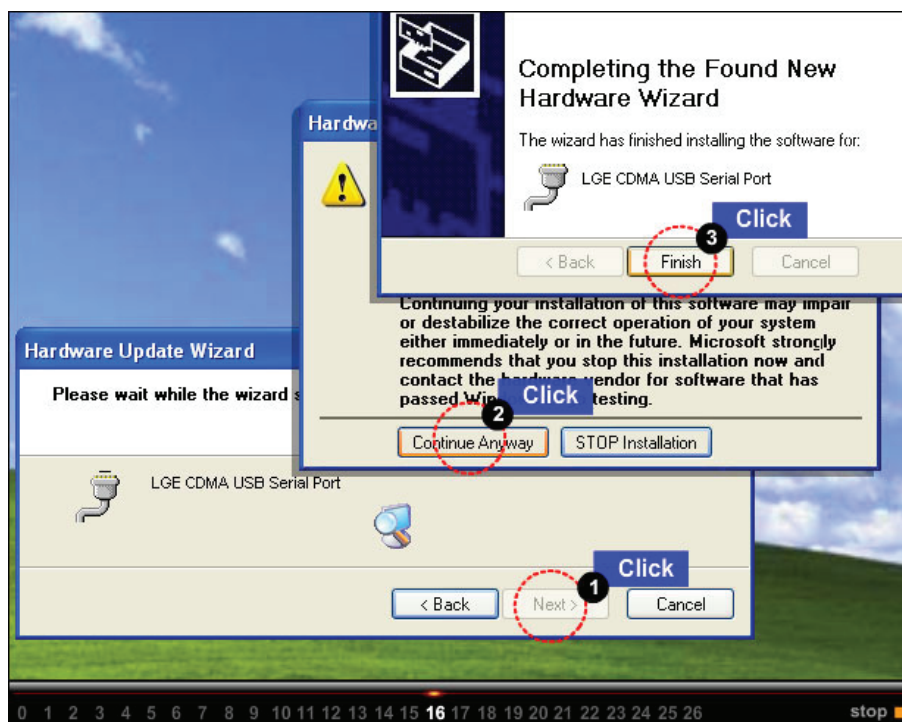 Completing the Found New
Hardware Wizard
The wizard has finished installing the software for:
LGE CDMA USB Serial Port
Click
3
< Back
Finish
Cancel
Hardwa
Continuing your installation of this software may impair
or destabilize the correct operation of your system
either immediately or in the future. Microsoft strongly
recommends that you stop this installation now and
contact the hardware vendor for software that has
passed Win testing.
Click
2
Continue Anyway
STOP Installation
Hardware Update Wizard
Please wait while the wizard s
LGE CDMA USB Serial Port
Click
1
< Back
Next >
Cancel
0 1 2 3 4 5 6 7 8 9 10 11 12 13 14 15 16 17 18 19 20 21 22 23 24 25 26
stop